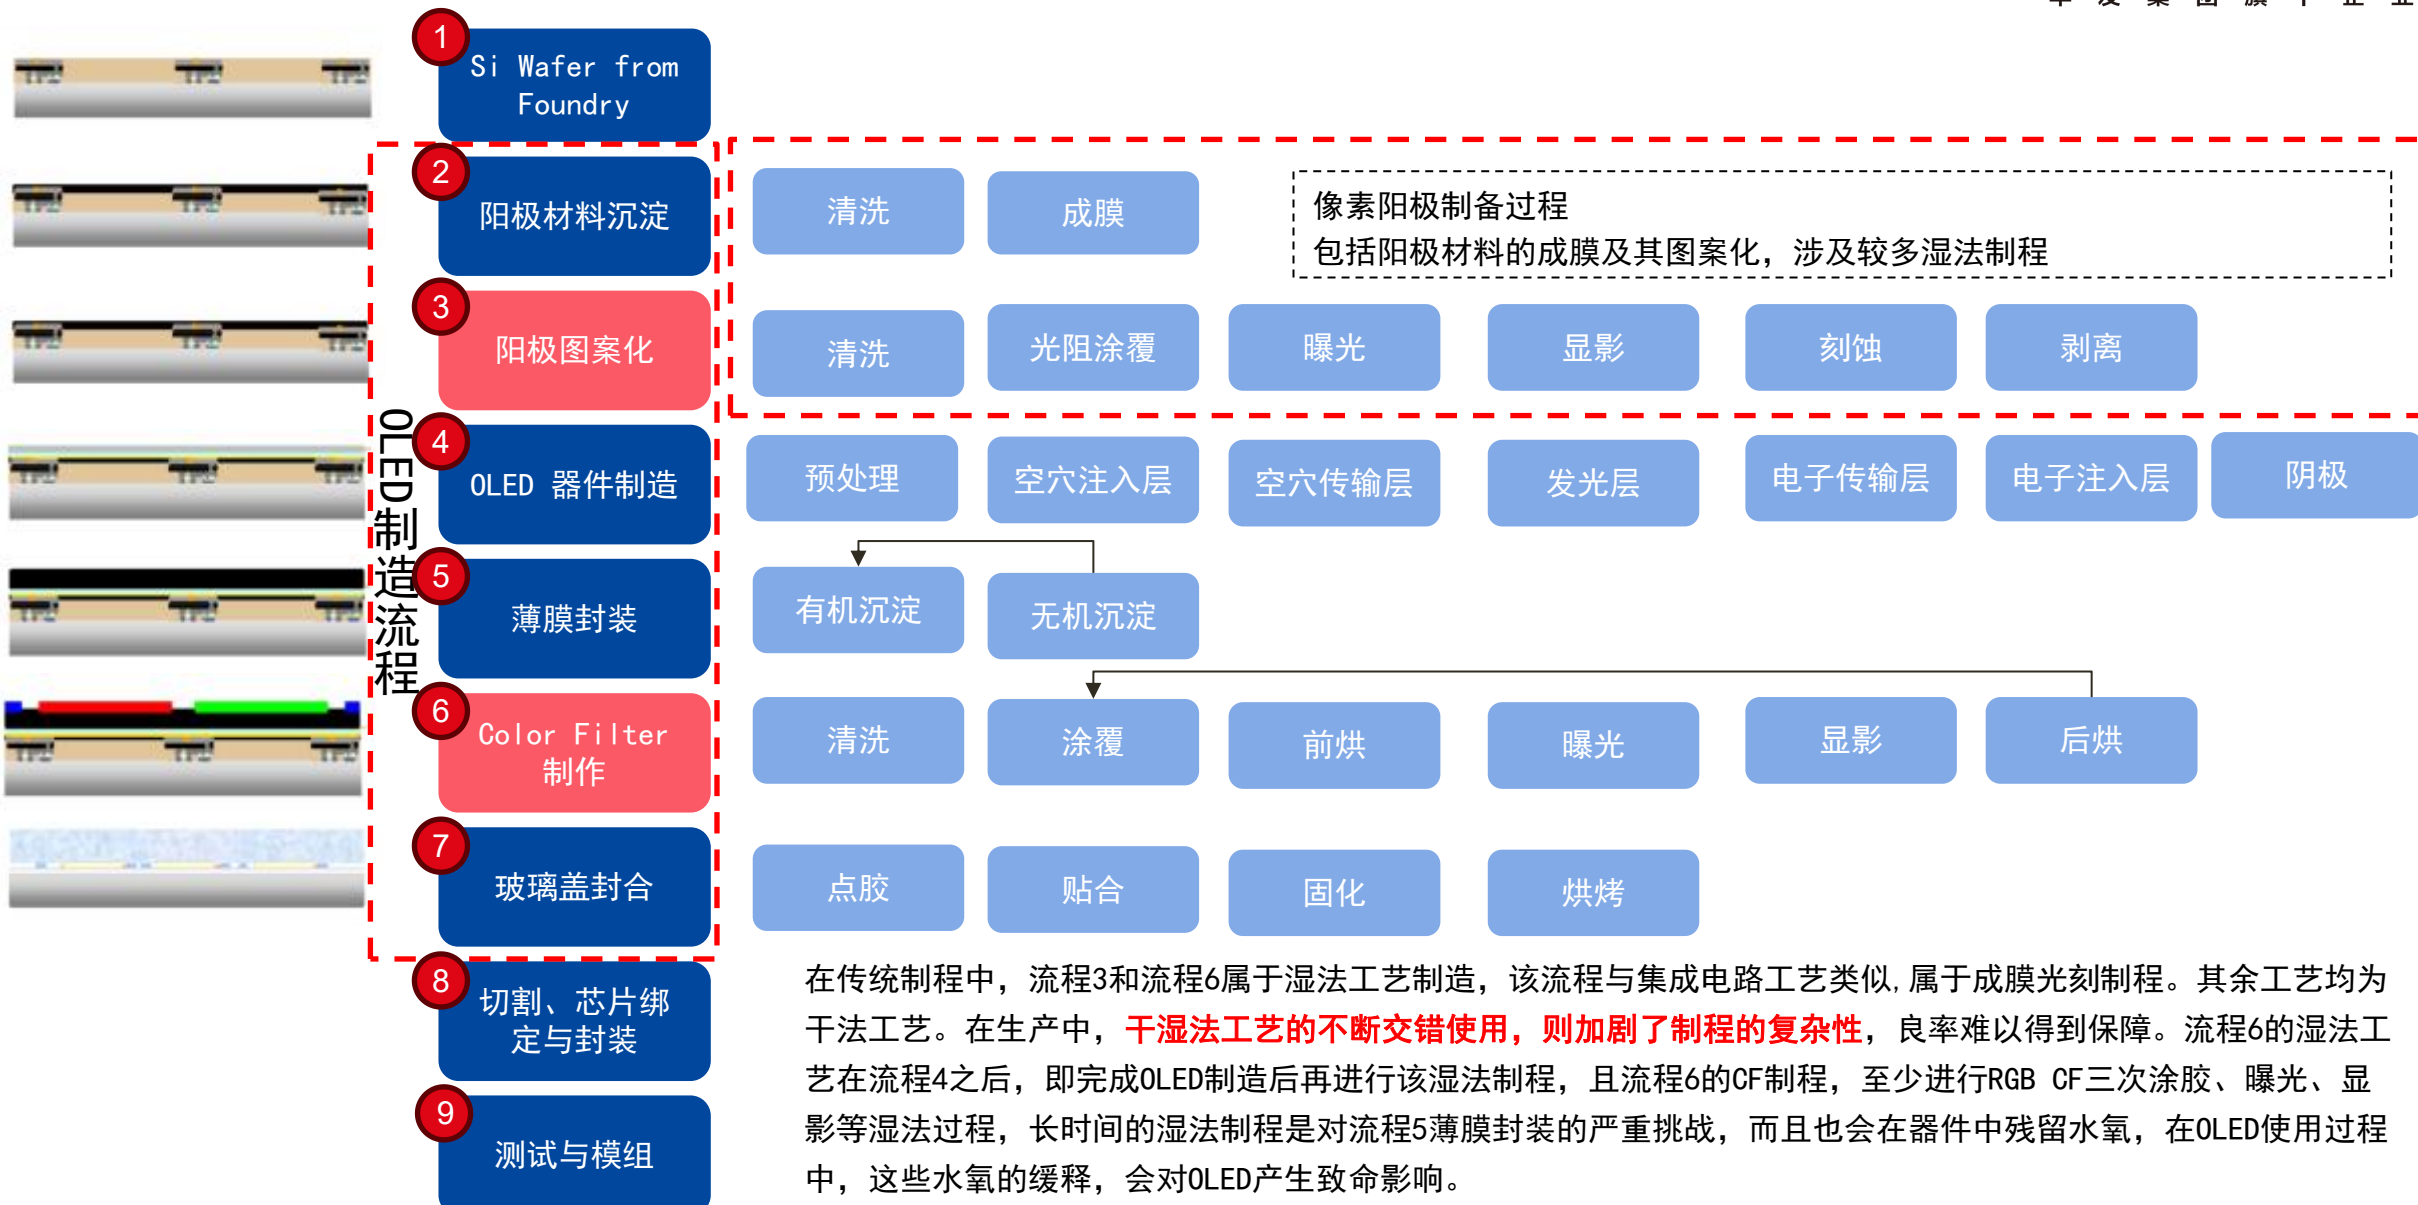 1
Si Wafer from
Foundry
2
阳极材料沉淀
清洗
成膜
像素阳极制备过程
包括阳极材料的成膜及其图案化，涉及较多湿法制程
3
阳极图案化
清洗
光阻涂覆
曝光
显影
刻蚀
剥离
OLED制造流程
4
OLED 器件制造
预处理
空穴注入层
空穴传输层
发光层
电子传输层
电子注入层
阴极
5
薄膜封装
有机沉淀
无机沉淀
6
Color Filter
制作
清洗
涂覆
前烘
曝光
显影
后烘
7
玻璃盖封合
点胶
贴合
固化
烘烤
8
切割、芯片绑
定与封装
9
测试与模组
在传统制程中，流程3和流程6属于湿法工艺制造，该流程与集成电路工艺类似,属于成膜光刻制程。其余工艺均为
干法工艺。在生产中，干湿法工艺的不断交错使用，则加剧了制程的复杂性，良率难以得到保障。流程6的湿法工
艺在流程4之后，即完成OLED制造后再进行该湿法制程，且流程6的CF制程，至少进行RGB CF三次涂胶、曝光、显
影等湿法过程，长时间的湿法制程是对流程5薄膜封装的严重挑战，而且也会在器件中残留水氧，在OLED使用过程
中，这些水氧的缓释，会对OLED产生致命影响。